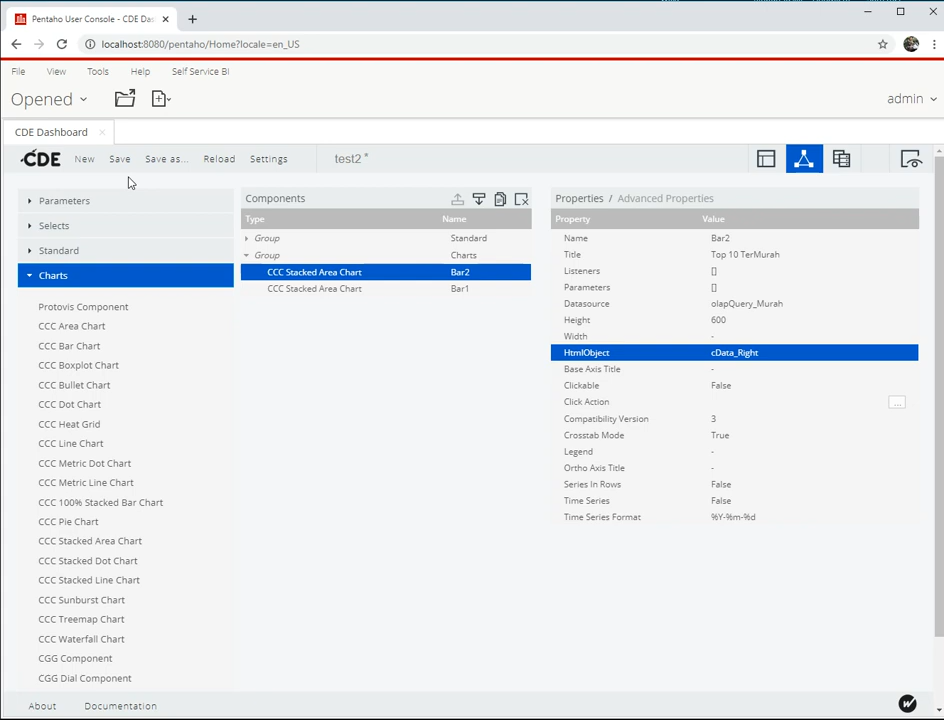 Pentaho User Console - CDE Das
localhost:8080/pentaho/Home?locale=en_US
File View Tools Help Self Service BI
Opened admin
CDE Dashboard
CDE New Save Save as... Reload Settings test2 *
Parameters
Selects
Standard
Charts
Protovis Component
CCC Area Chart
CCC Bar Chart
CCC Boxplot Chart
CCC Bullet Chart
CCC Dot Chart
CCC Heat Grid
CCC Line Chart
CCC Metric Dot Chart
CCC Metric Line Chart
CCC 100% Stacked Bar Chart
CCC Pie Chart
CCC Stacked Area Chart
CCC Stacked Dot Chart
CCC Stacked Line Chart
CCC Sunburst Chart
CCC Treemap Chart
CCC Waterfall Chart
CGG Component
CGG Dial Component
Components
Type Name
Group Standard
Group Charts
CCC Stacked Area Chart Bar2
CCC Stacked Area Chart Bar1
Properties / Advanced Properties
Property Value
Name Bar2
Title Top 10 TerMurah
Listeners []
Parameters []
Datasource olapQuery_Murah
Height 600
Width -
HtmlObject cData_Right
Base Axis Title -
Clickable False
Click Action ...
Compatibility Version 3
Crosstab Mode True
Legend -
Ortho Axis Title -
Series In Rows False
Time Series False
Time Series Format %Y-%m-%d
About Documentation